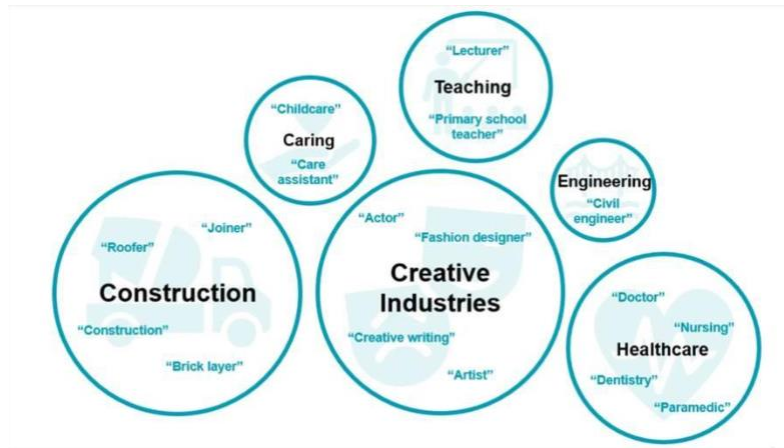 “Lecturer”
Teaching
“Primary school
teacher”
“Childcare”
Caring
“Care
assistant”
Engineering
“Civil
engineer”
“Joiner”
“Roofer”
Construction
“Construction”
“Brick layer”
“Actor”
“Fashion designer”
Creative
Industries
“Creative writing”
“Artist”
“Doctor”
“Nursing”
Healthcare
“Dentistry”
“Paramedic”